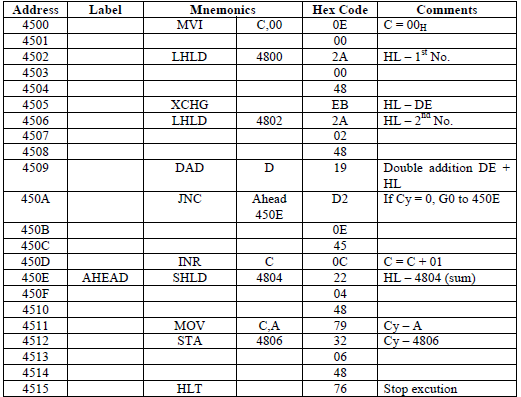 Address Label Mnemonics Hex Code Comments
4500 MVI C,00 0E C = 00H
4501 00
4502 LHLD 4800 2A HL – 1st No.
4503 00
4504 48
4505 XCHG EB HL – DE
4506 LHLD 4802 2A HL – 2nd No.
4507 02
4508 48
4509 DAD D 19 Double addition DE +
HL
450A JNC Ahead D2 If Cy = 0, G0 to 450E
450E
450B 0E
450C 45
450D INR C 0C C = C + 01
450E AHEAD SHLD 4804 22 HL – 4804 (sum)
450F 04
4510 48
4511 MOV C,A 79 Cy – A
4512 STA 4806 32 Cy – 4806
4513 06
4514 48
4515 HLT 76 Stop excution